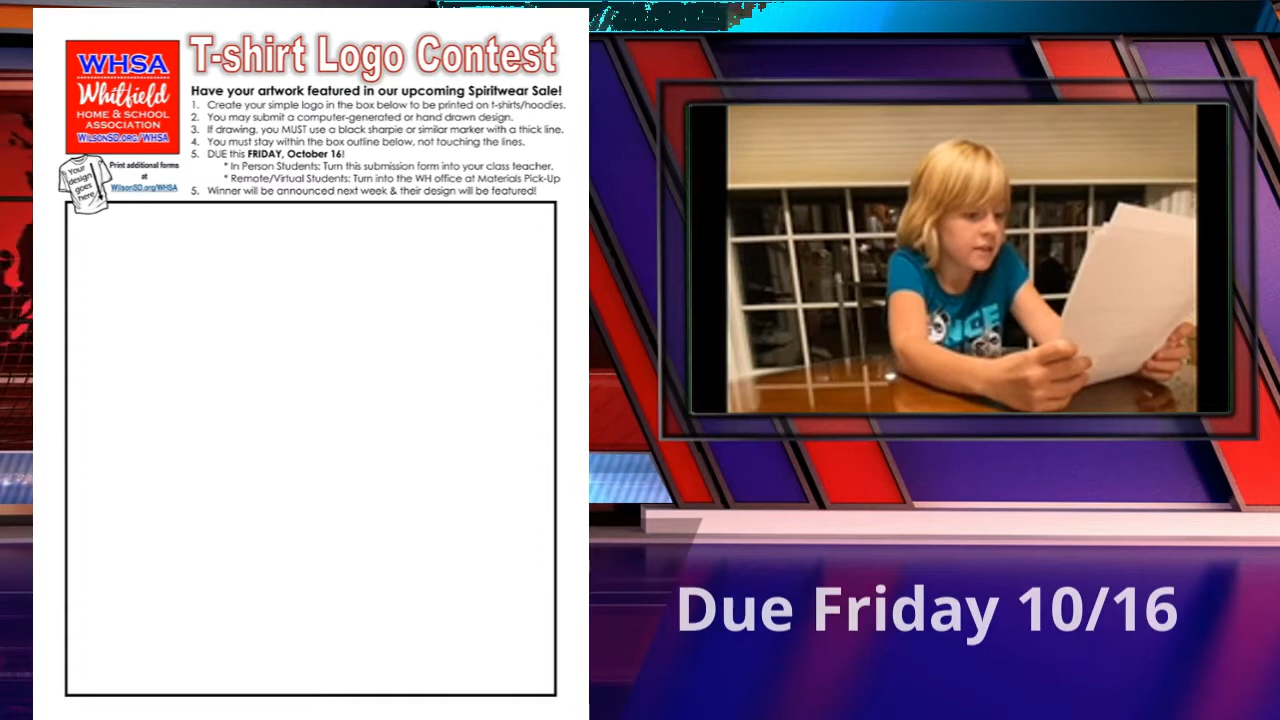 WHSA
Whitfield
HOME & SCHOOL
ASSOCIATION
WILSONSD.ORG/WHSA
T-shirt Logo Contest
Have your artwork featured in our upcoming Spiritwear Sale!
1. Create your simple logo in the box below to be printed on t-shirts/hoodies.
2. You may submit a computer-generated or hand drawn design.
3. If drawing, you MUST use a black sharpie or similar marker with a thick line.
4. You must stay within the box outline below, not touching the lines.
5. DUE this FRIDAY, October 16!
* In Person Students: Turn this submission form into your class teacher.
* Remote/Virtual Students: Turn into the WH office at Materials Pick-Up
5. Winner will be announced next week & their design will be featured!
Your
design
goes
here
Print additional forms
at
WilsonSD.org/WHSA
Due Friday 10/16